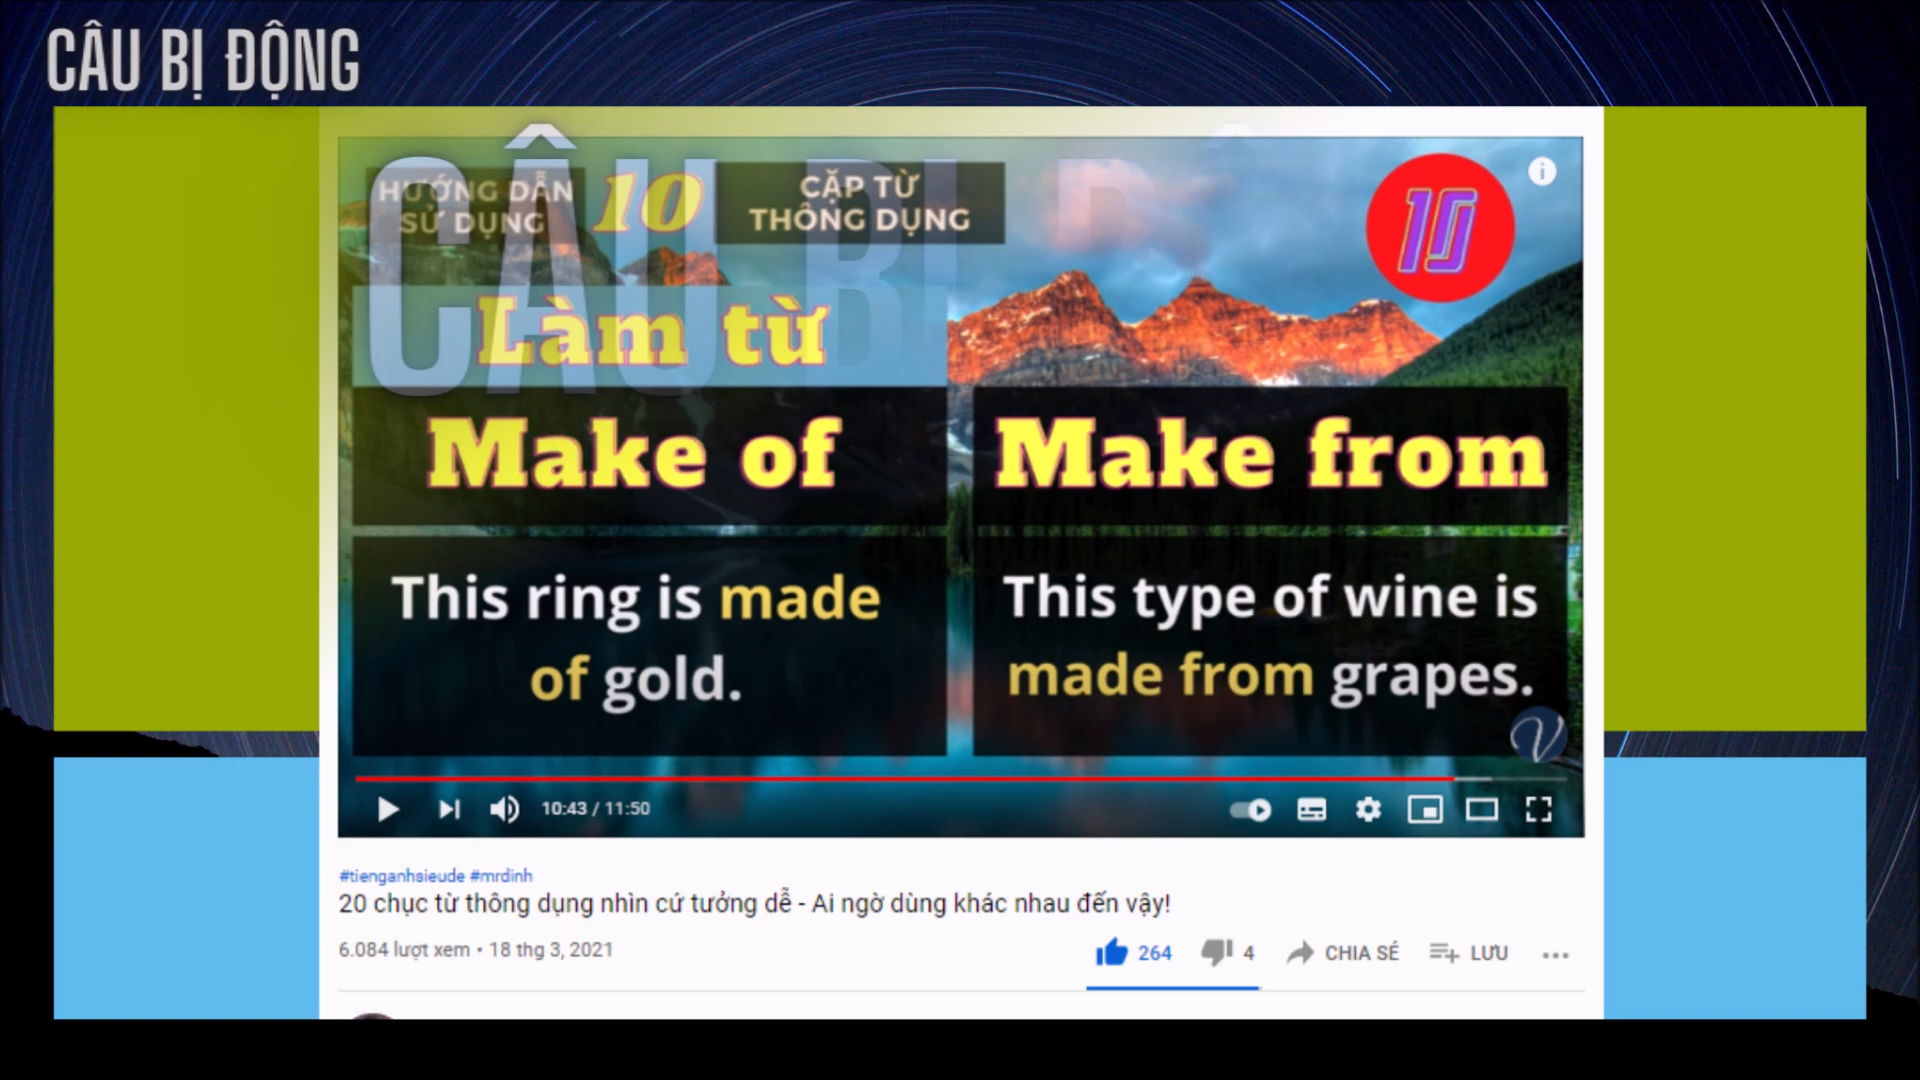 CÂU BỊ ĐỘNG
CÂU BỊ Đ
HƯỚNG DẪN
SỬ DỤNG
10
CẶP TỪ
THÔNG DỤNG
10
Làm từ
Make of
Make from
This ring is made
of gold.
This type of wine is
made from grapes.
V
10:43 / 11:50
#tienganhsieude #mrdinh
20 chục từ thông dụng nhìn cứ tưởng dễ - Ai ngờ dùng khác nhau đến vậy!
6.084 lượt xem • 18 thg 3, 2021
264
4
CHIA SẺ
LƯU